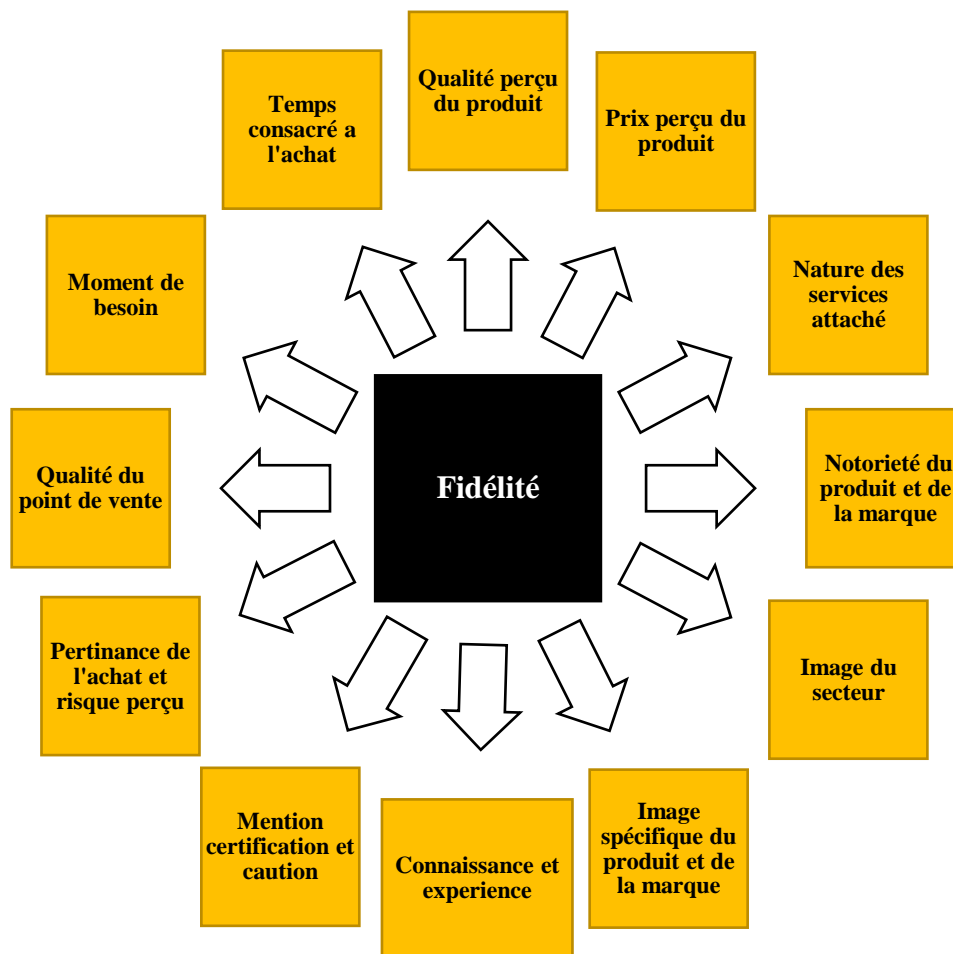 Qualité perçu
du produit
Prix perçu du
produit
Nature des
services
attaché
Notorieté du
produit et de
la marque
Image du
secteur
Image
spécifique du
produit et de
la marque
Connaissance et
experience
Mention
certification et
caution
Pertinance de
l'achat et
risque perçu
Qualité du
point de vente
Moment de
besoin
Temps
consacré a
l'achat
Fidélité